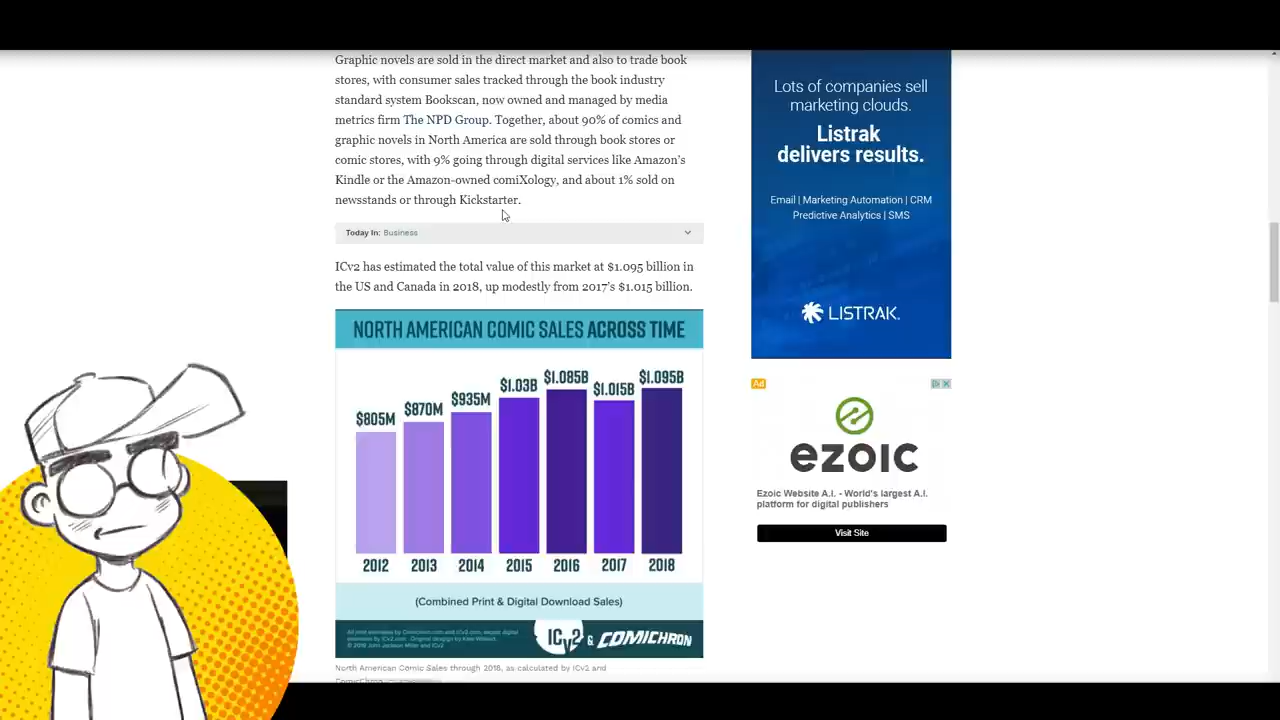 Graphic novels are sold in the direct market and also to trade book
stores, with consumer sales tracked through the book industry
standard system Bookscan, now owned and managed by media
metrics firm The NPD Group. Together, about 90% of comics and
graphic novels in North America are sold through book stores or
comic stores, with 9% going through digital services like Amazon's
Kindle or the Amazon-owned comiXology, and about 1% sold on
newsstands or through Kickstarter.
Today In: Business
ICv2 has estimated the total value of this market at $1.095 billion in
the US and Canada in 2018, up modestly from 2017's $1.015 billion.
NORTH AMERICAN COMIC SALES ACROSS TIME
$805M $870M $935M $1.03B $1.085B $1.015B $1.095B
2012 2013 2014 2015 2016 2017 2018
(Combined Print & Digital Download Sales)
ICv2 & COMICHRON
North American Comic Sales through 2018, as calculated by ICv2 and
Lots of companies sell
marketing clouds.
Listrak
delivers results.
Email | Marketing Automation | CRM
Predictive Analytics | SMS
LISTRAK
Ad
ezoic
Ezoic Website A.I. - World's largest A.I.
platform for digital publishers
Visit Site